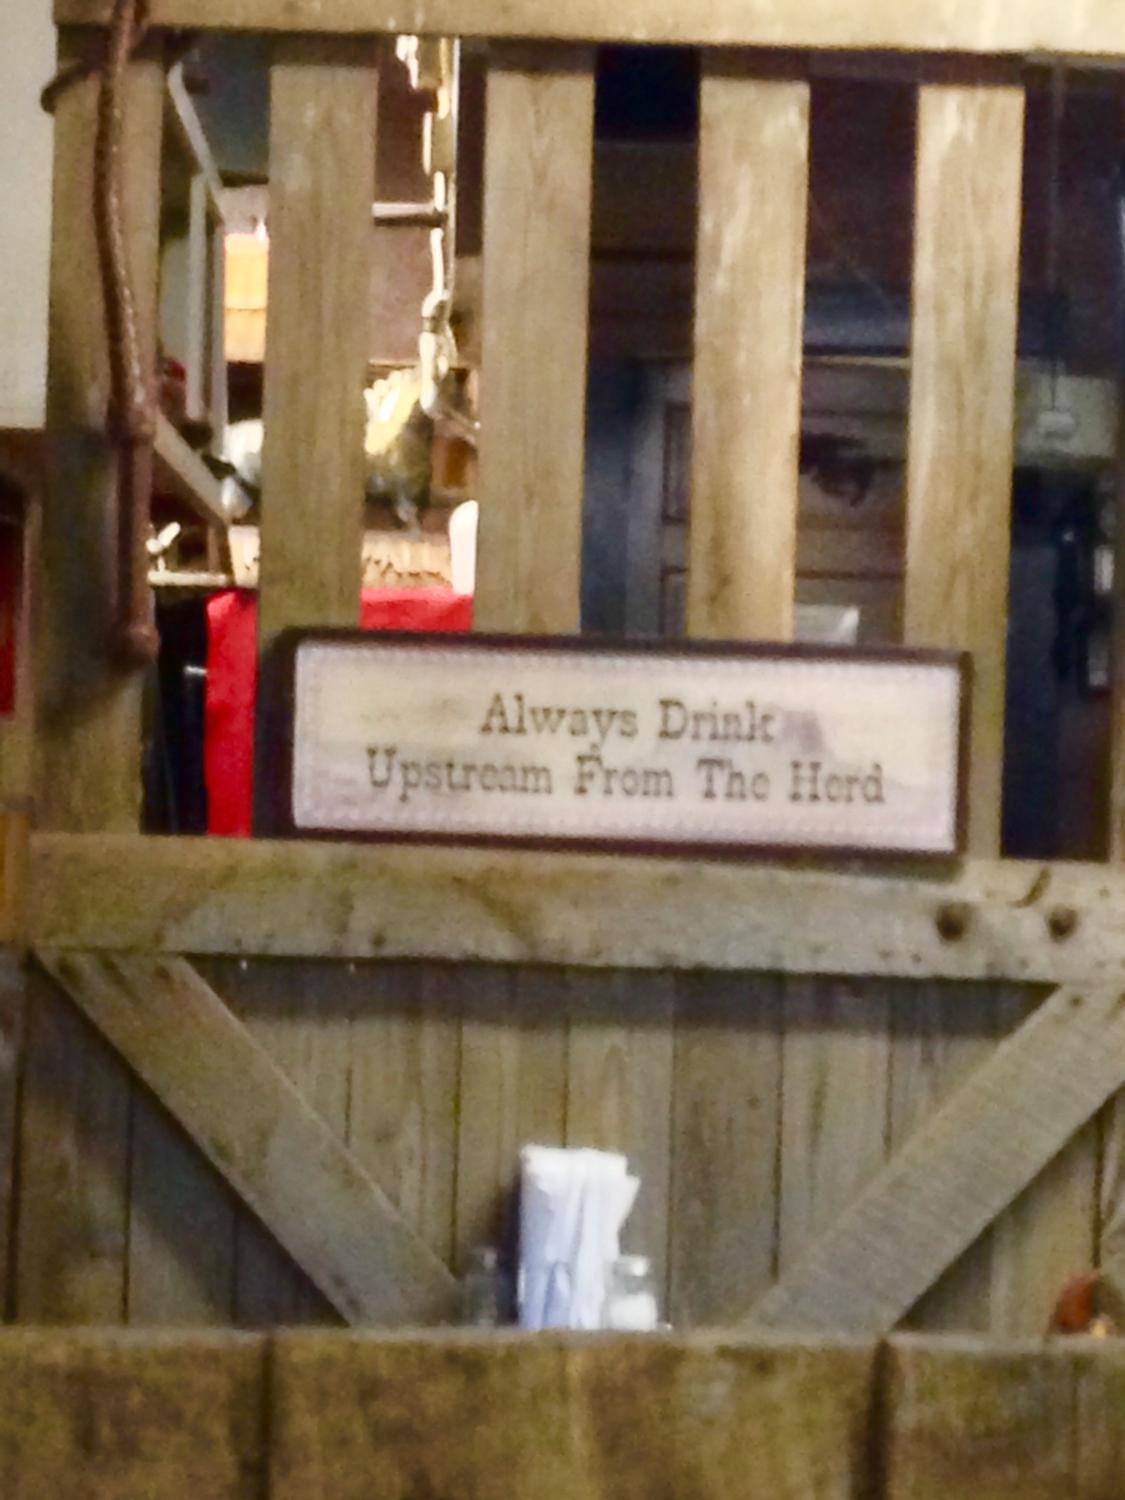 Always Drink
Upstream From The Herd